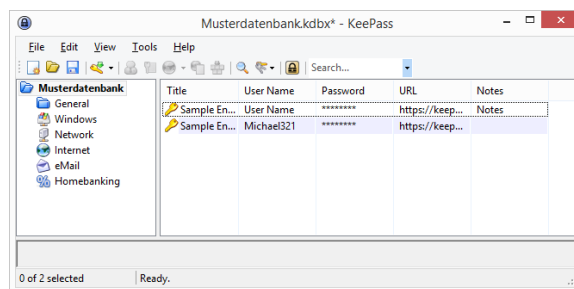 Musterdatenbank.kdbx* - KeePass
File Edit View Tools Help
Search...
Musterdatenbank
General
Windows
Network
Internet
eMail
Homebanking
Title User Name Password URL Notes
Sample En... User Name ******** https://keep... Notes
Sample En... Michael321 ******** https://keep...
0 of 2 selected Ready.